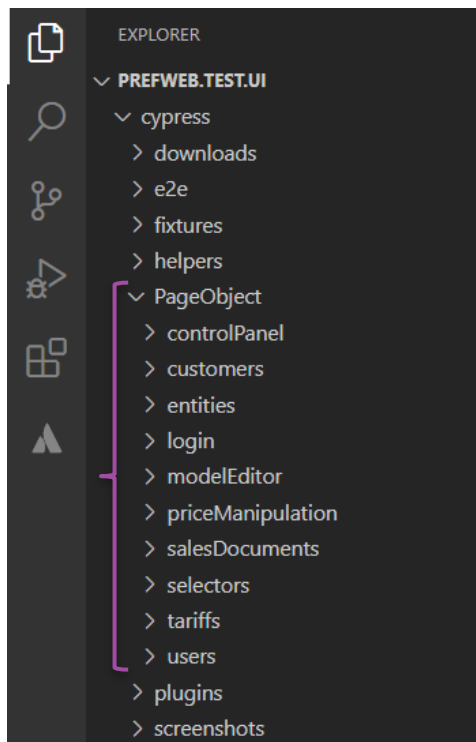 EXPLORER
PREFWEB.TEST.UI
cypress
downloads
e2e
fixtures
helpers
PageObject
controlPanel
customers
entities
login
modelEditor
priceManipulation
salesDocuments
selectors
tariffs
users
plugins
screenshots